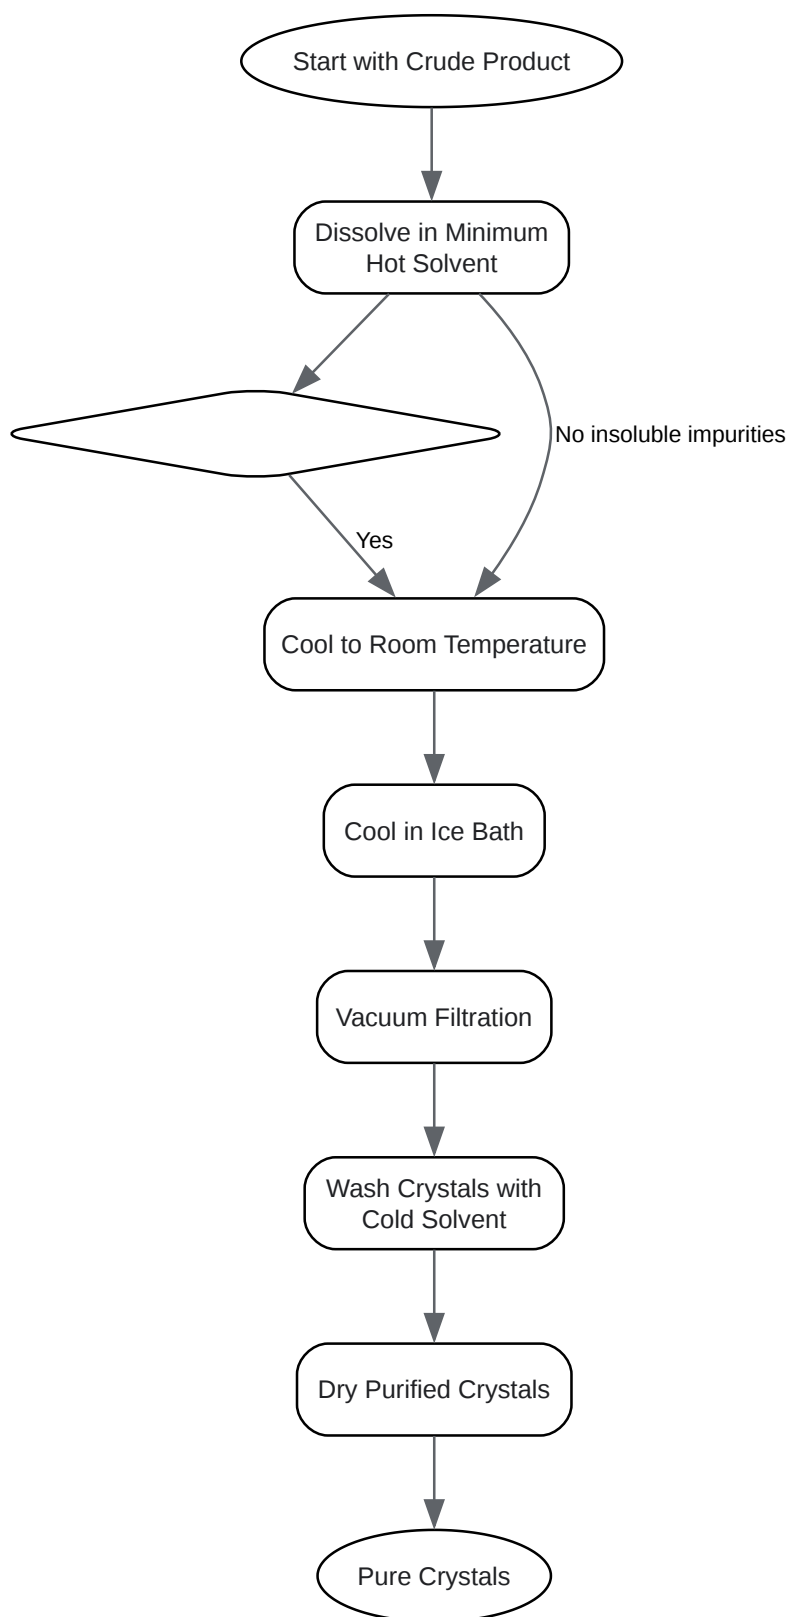 Start with Crude Product
Dissolve in Minimum
Hot Solvent
No insoluble impurities
Yes
Cool to Room Temperature
Cool in Ice Bath
Vacuum Filtration
Wash Crystals with
Cold Solvent
Dry Purified Crystals
Pure Crystals